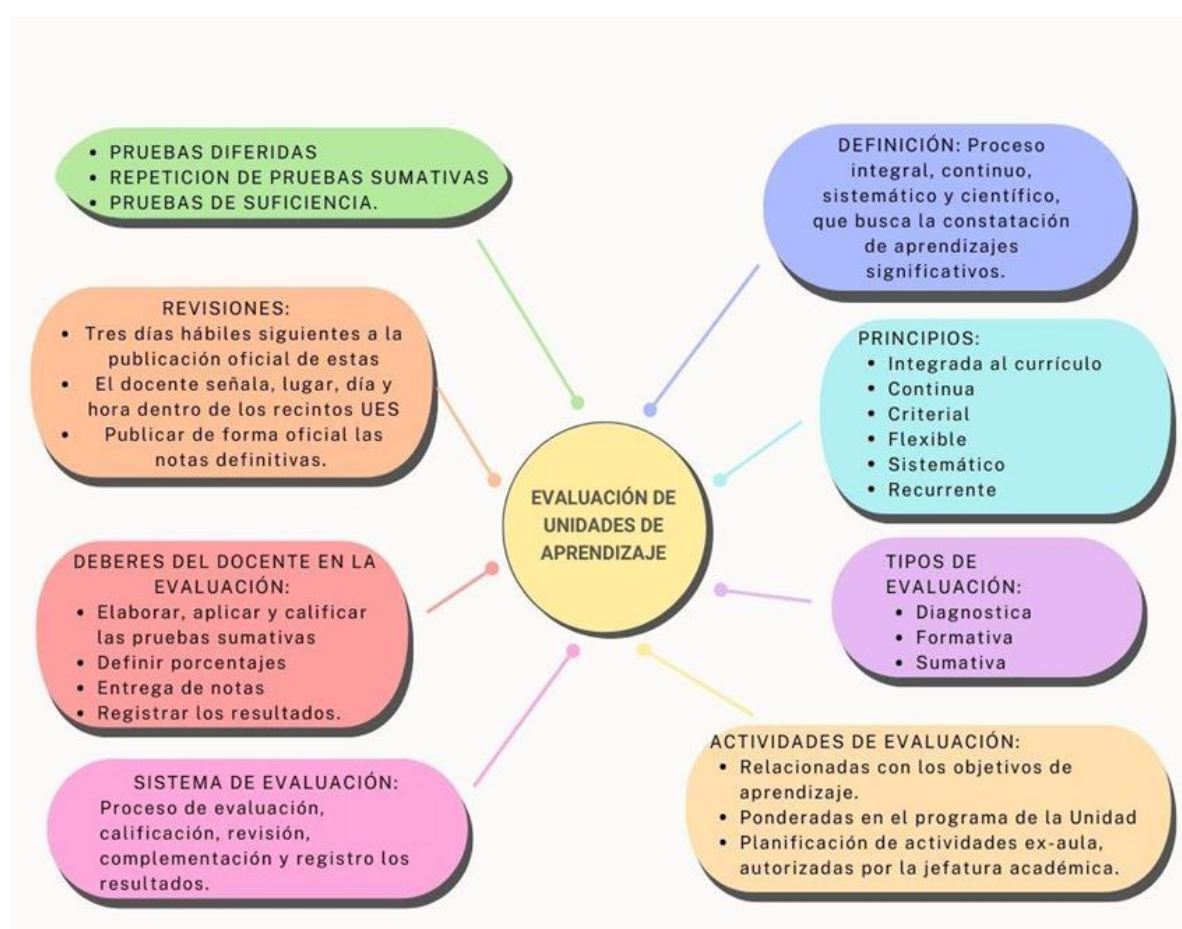 • PRUEBAS DIFERIDAS
• REPETICION DE PRUEBAS SUMATIVAS
• PRUEBAS DE SUFICIENCIA.
DEFINICIÓN: Proceso
integral, continuo,
sistemático y científico,
que busca la constatación
de aprendizajes
significativos.
REVISIONES:
• Tres días hábiles siguientes a la
publicación oficial de estas
• El docente señala, lugar, día y
hora dentro de los recintos UES
• Publicar de forma oficial las
notas definitivas.
PRINCIPIOS:
• Integrada al currículo
• Continua
• Criterial
• Flexible
• Sistemático
• Recurrente
EVALUACIÓN DE
UNIDADES DE
APRENDIZAJE
DEBERES DEL DOCENTE EN LA
EVALUACIÓN:
• Elaborar, aplicar y calificar
las pruebas sumativas
• Definir porcentajes
• Entrega de notas
• Registrar los resultados.
TIPOS DE
EVALUACIÓN:
• Diagnostica
• Formativa
• Sumativa
SISTEMA DE EVALUACIÓN:
Proceso de evaluación,
calificación, revisión,
complementación y registro los
resultados.
ACTIVIDADES DE EVALUACIÓN:
• Relacionadas con los objetivos de
aprendizaje.
• Ponderadas en el programa de la Unidad
• Planificación de actividades ex-aula,
autorizadas por la jefatura académica.